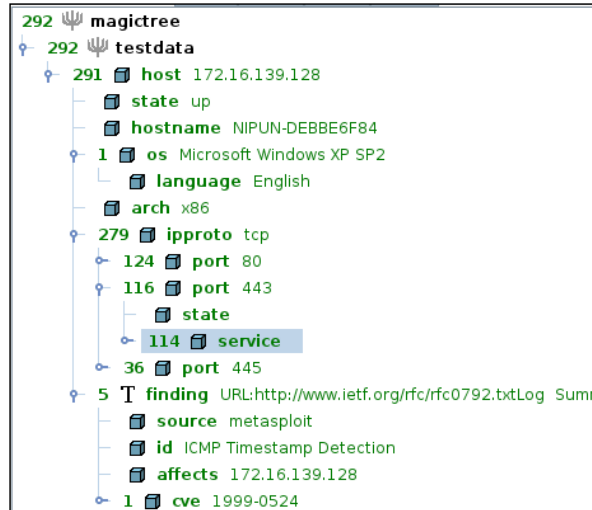 292 magictree
292 testdata
291 host 172.16.139.128
state up
hostname NIPUN-DEBBE6F84
1 os Microsoft Windows XP SP2
language English
arch x86
279 ipproto tcp
124 port 80
116 port 443
state
114 service
36 port 445
5 T finding URL:http://www.ietf.org/rfc/rfc0792.txtLog Sumr
source metasploit
id ICMP Timestamp Detection
affects 172.16.139.128
1 cve 1999-0524